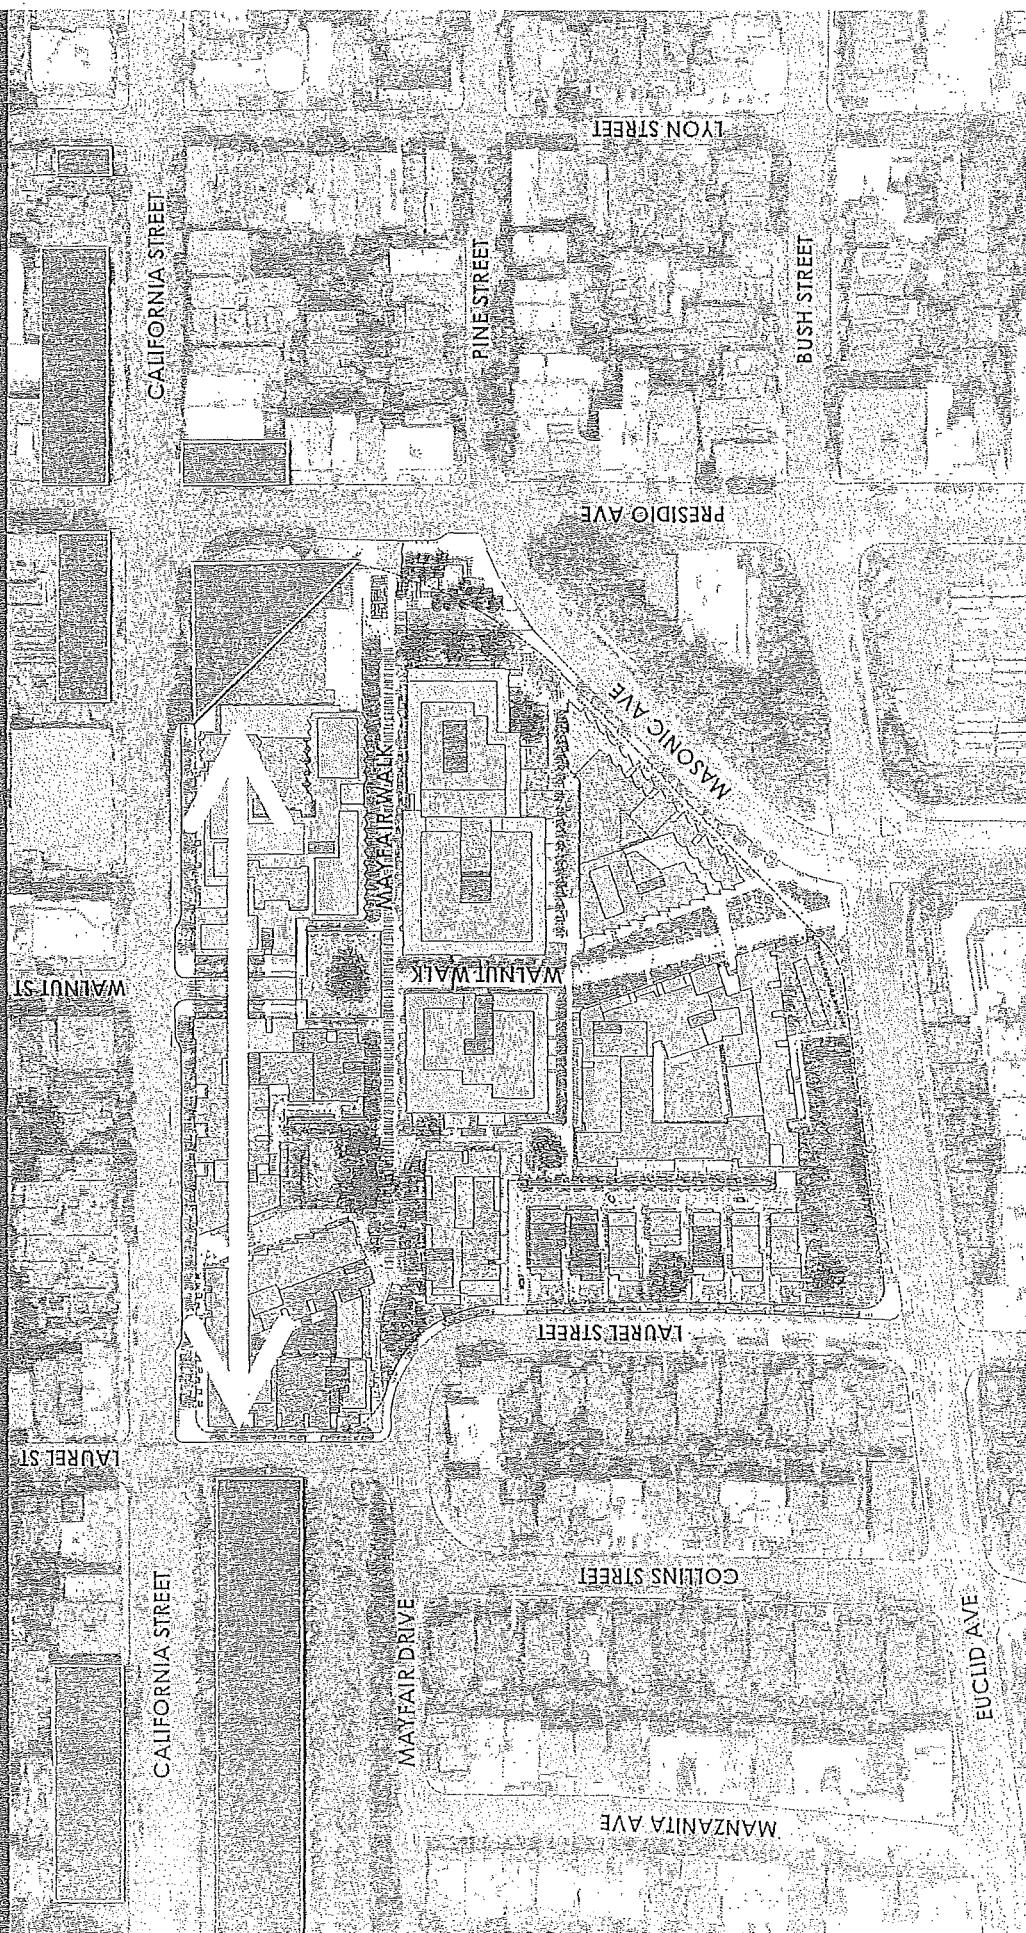 LYON STREET
CALIFORNIA STREET
PINE STREET
BUSH STREET
PRESIDIO AVE
MASONIC AVE
MAYFAIR WALK
WALNUT ST
WALNUT WALK
LAUREL STREET
LAUREL ST
COLLINS STREET
CALIFORNIA STREET
MAYFAIR DRIVE
EUCLID AVE
MANZANITA AVE